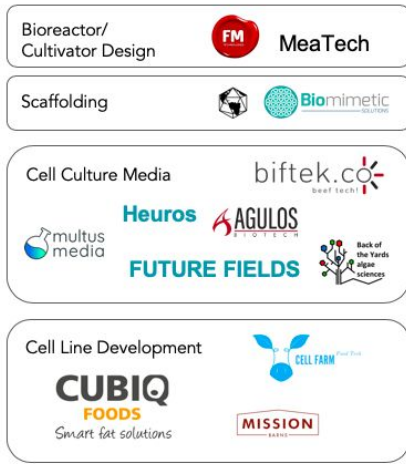 Bioreactor/
Cultivator Design
FM
MeaTech
Scaffolding
Biomimetic
SOLUTIONS
Cell Culture Media
biftek.co
beef tech!
Heuros
AGULOS
BIOTECH
multus
media
FUTURE FIELDS
Back of
the Yards
algae
sciences
Cell Line Development
CELL FARM Food Tech
CUBIQ
FOODS
Smart fat solutions
MISSION
BARNS